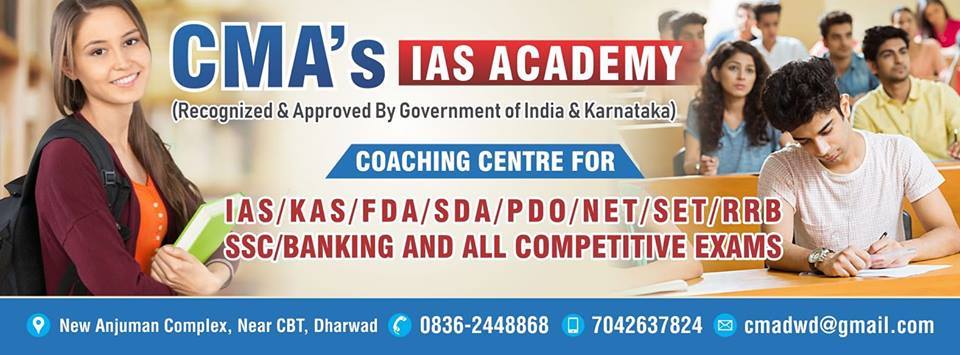 CMA's IAS ACADEMY
(Recognized & Approved By Government of India & Karnataka)
COACHING CENTRE FOR
IAS/KAS/FDA/SDA/PDO/NET/SET/RRB
SSC/BANKING AND ALL COMPETITIVE EXAMS
New Anjuman Complex, Near CBT, Dharwad 0836-2448868 7042637824 cmadwd@gmail.com